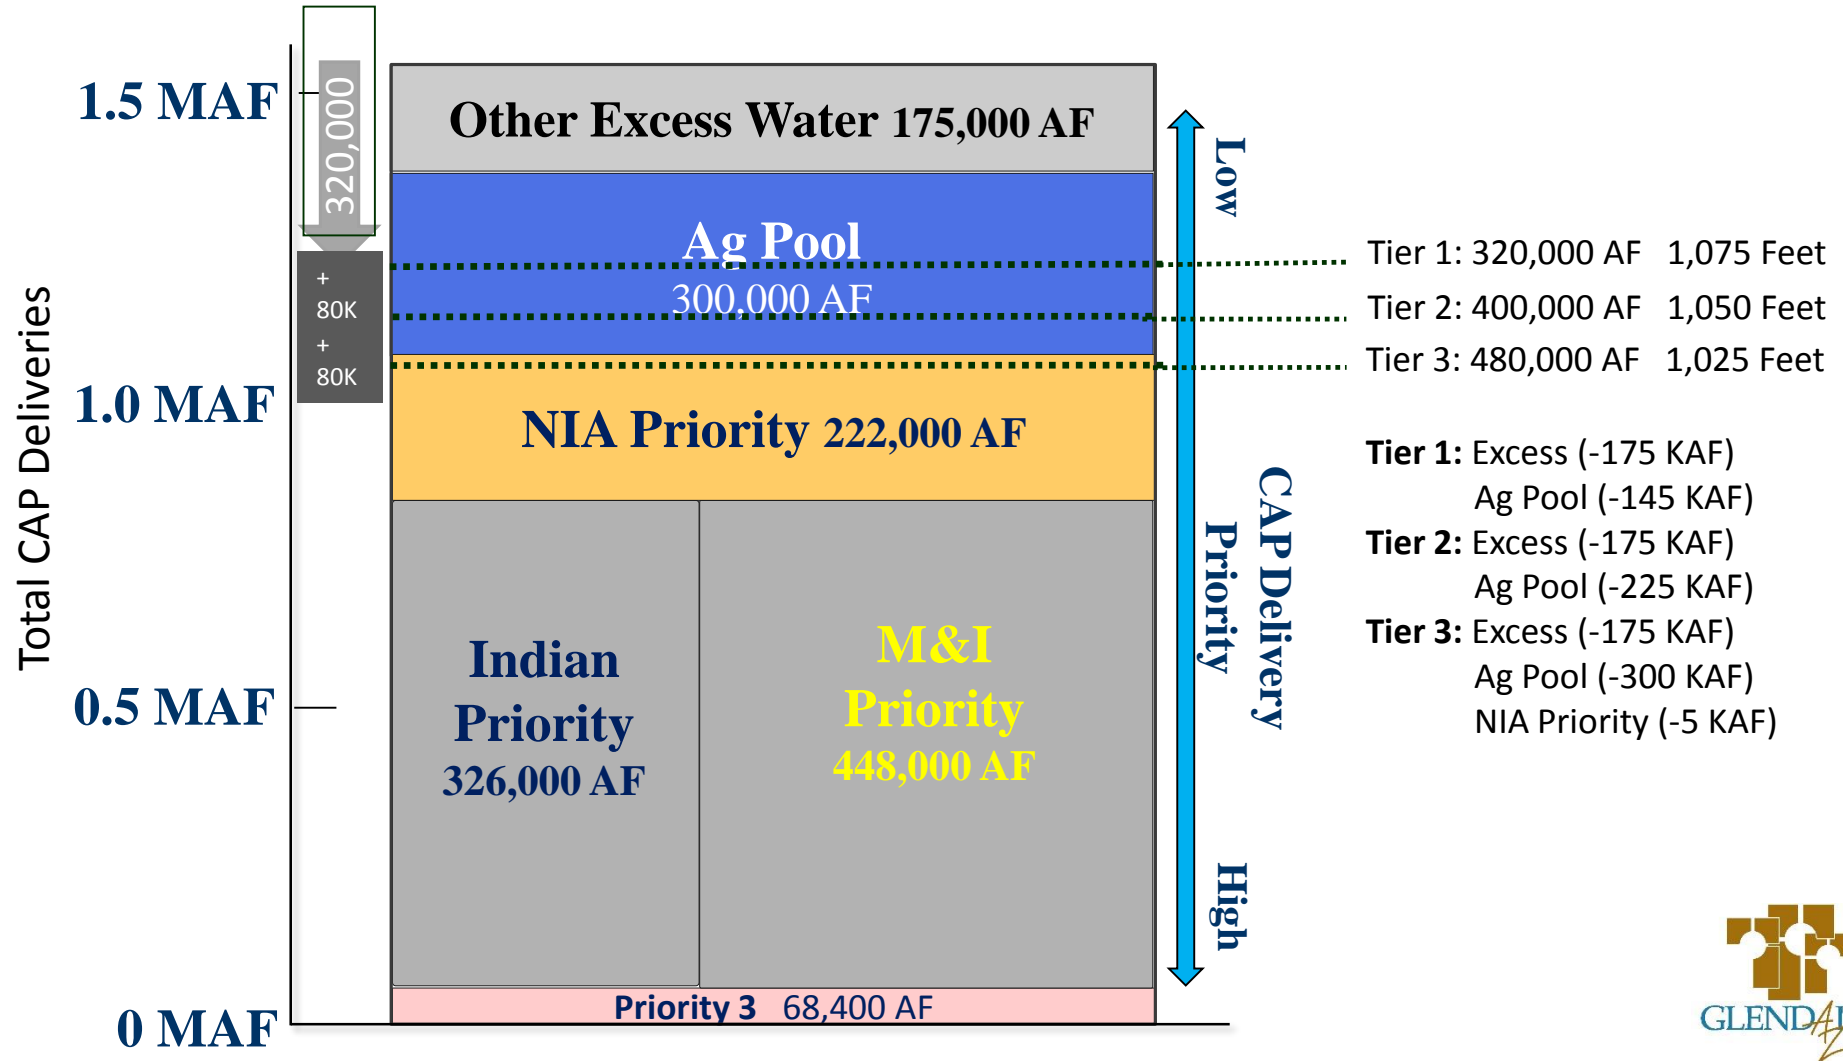 Total CAP Deliveries
1.5 MAF
1.0 MAF
0.5 MAF
0 MAF
320,000
+
80K
+
80K
Other Excess Water 175,000 AF
Ag Pool
300,000 AF
NIA Priority 222,000 AF
Indian
Priority
326,000 AF
M&I
Priority
448,000 AF
Priority 3 68,400 AF
Low
CAP Delivery
Priority
High
Tier 1: 320,000 AF 1,075 Feet
Tier 2: 400,000 AF 1,050 Feet
Tier 3: 480,000 AF 1,025 Feet
Tier 1: Excess (-175 KAF)
Ag Pool (-145 KAF)
Tier 2: Excess (-175 KAF)
Ag Pool (-225 KAF)
Tier 3: Excess (-175 KAF)
Ag Pool (-300 KAF)
NIA Priority (-5 KAF)